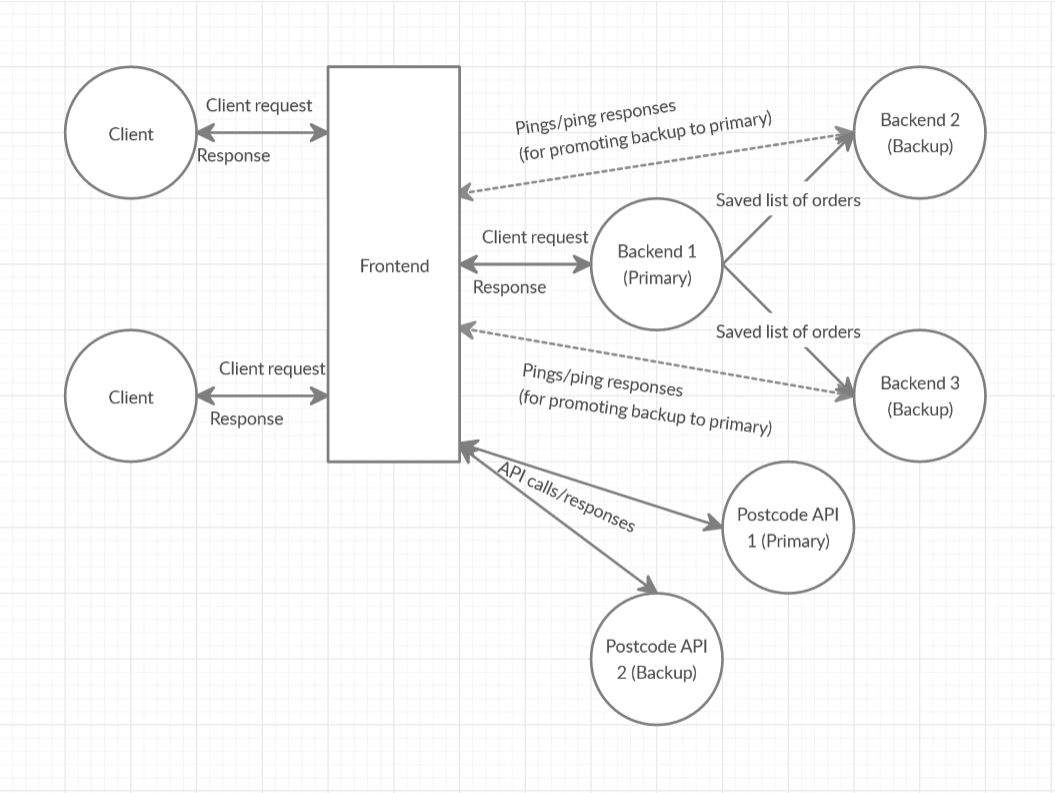 Client request
Client
Response
Pings/ping responses
(for promoting backup to primary)
Backend 2
(Backup)
Saved list of orders
Frontend
Client request
Response
Backend 1
(Primary)
Saved list of orders
Client request
Client
Response
Pings/ping responses
(for promoting backup to primary)
Backend 3
(Backup)
API calls/responses
Postcode API
1 (Primary)
Postcode API
2 (Backup)